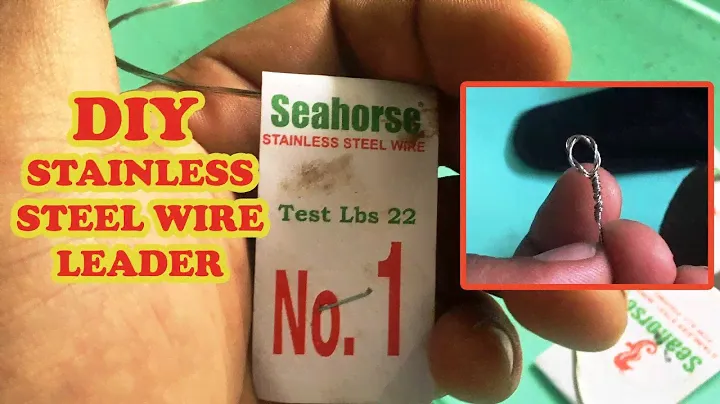 DIY
STAINLESS
STEEL WIRE
LEADER
Seahorse
STAINLESS STEEL WIRE
Test Lbs 22
No. 1
Seahorse